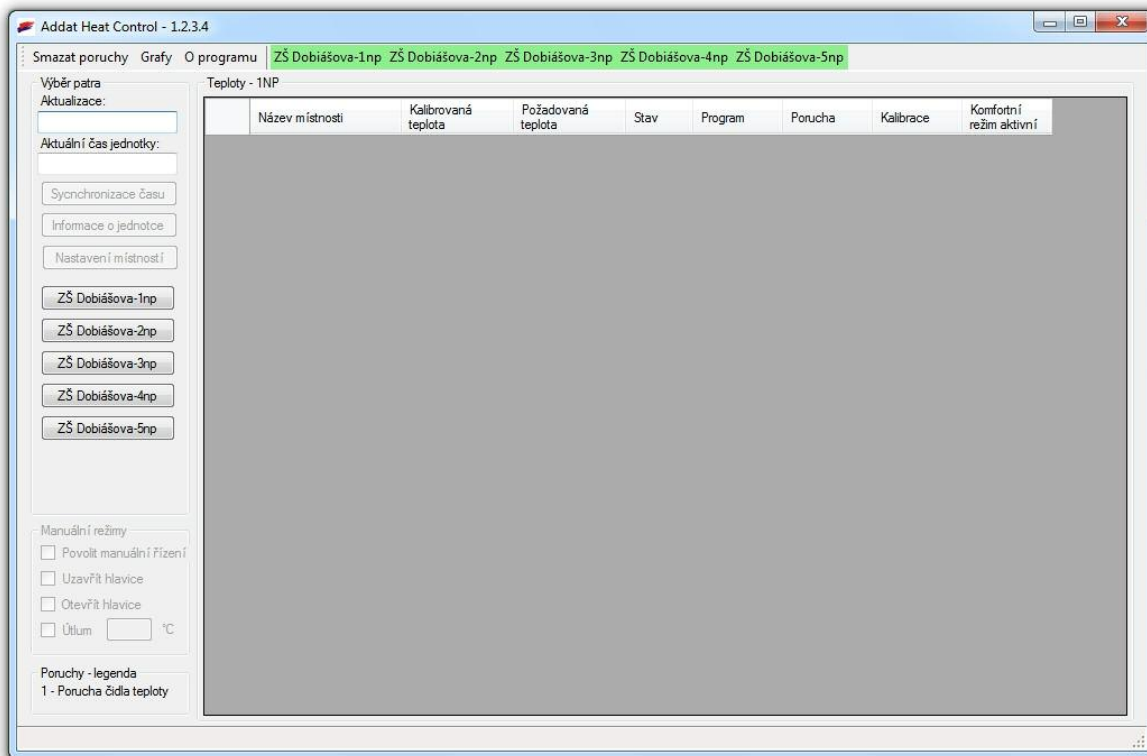 Addat Heat Control - 1.2.3.4
Smazat poruchy Grafy O programu ZŠ Dobiášova-1np ZŠ Dobiášova-2np ZŠ Dobiášova-3np ZŠ Dobiášova-4np ZŠ Dobiášova-5np
Výběr patra
Aktualizace:
Aktuální čas jednotky:
Sycnchronizace času
Informace o jednotce
Nastavení místností
ZŠ Dobiášova-1np
ZŠ Dobiášova-2np
ZŠ Dobiášova-3np
ZŠ Dobiášova-4np
ZŠ Dobiášova-5np
Manuální režimy
Povolit manuální řízení
Uzavřít hlavice
Otevřít hlavice
Útlum °C
Poruchy - legenda
1 - Porucha čidla teploty
Teploty - 1NP
Název místnosti
Kalibrovaná
teplota
Požadovaná
teplota
Stav
Program
Porucha
Kalibrace
Komfortní
režim aktivní